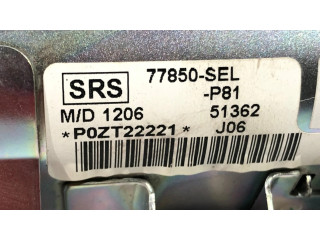 SRS 77850-SEL
-P81
M/D 1206 51362
*P0ZT22221* J06